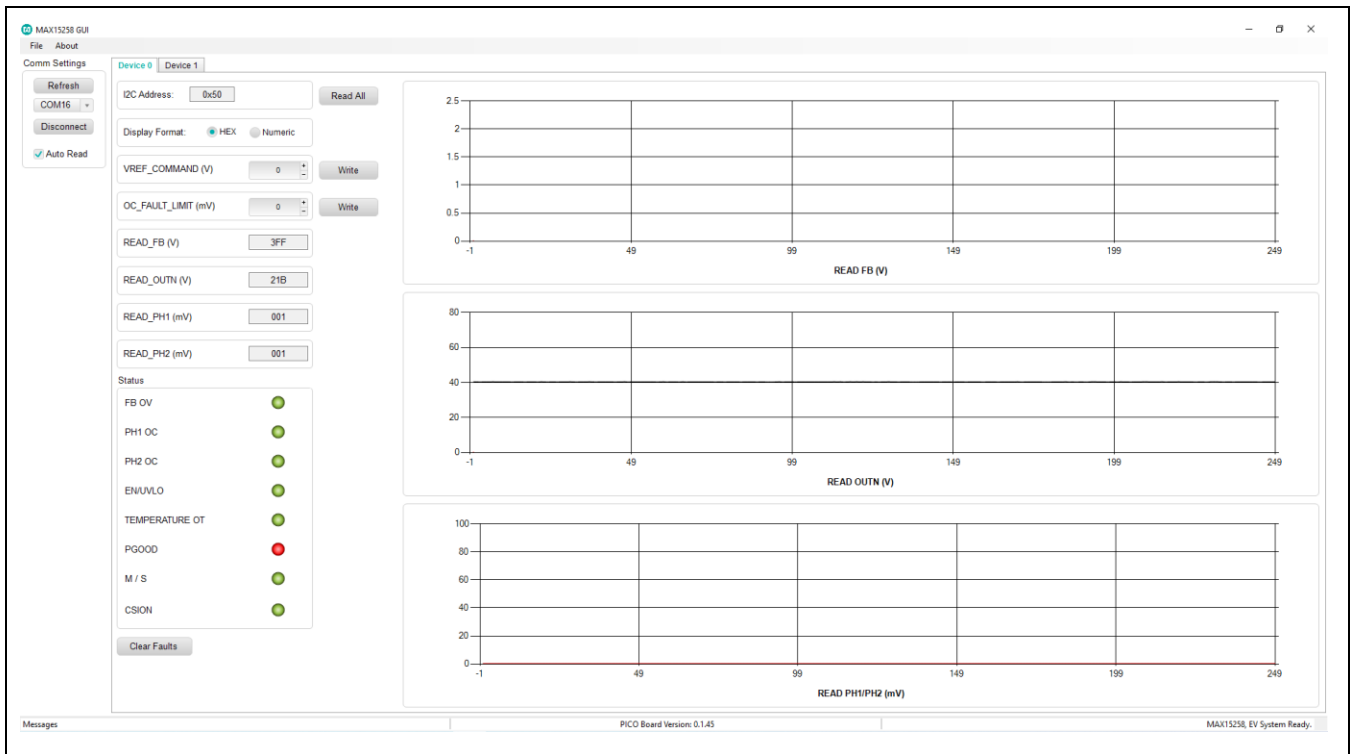 MAX15258 GUI
File About
Comm Settings
Refresh
COM16
Disconnect
Auto Read
Device 0 Device 1
I2C Address: 0x50 Read All
Display Format: HEX Numeric
VREF_COMMAND (V) 0 + - Write
OC_FAULT_LIMIT (mV) 0 + - Write
READ_FB (V) 3FF
READ_OUTN (V) 21B
READ_PH1 (mV) 001
READ_PH2 (mV) 001
Status
FB OV
PH1 OC
PH2 OC
EN/UVLO
TEMPERATURE OT
PGOOD
M / S
CSION
Clear Faults
2.5
2
1.5
1
0.5
0
-1 49 99 149 199 249
READ FB (V)
80
60
40
20
0
-1 49 99 149 199 249
READ OUTN (V)
100
80
60
40
20
0
-1 49 99 149 199 249
READ PH1/PH2 (mV)
Messages PICO Board Version: 0.1.45 MAX15258, EV System Ready.